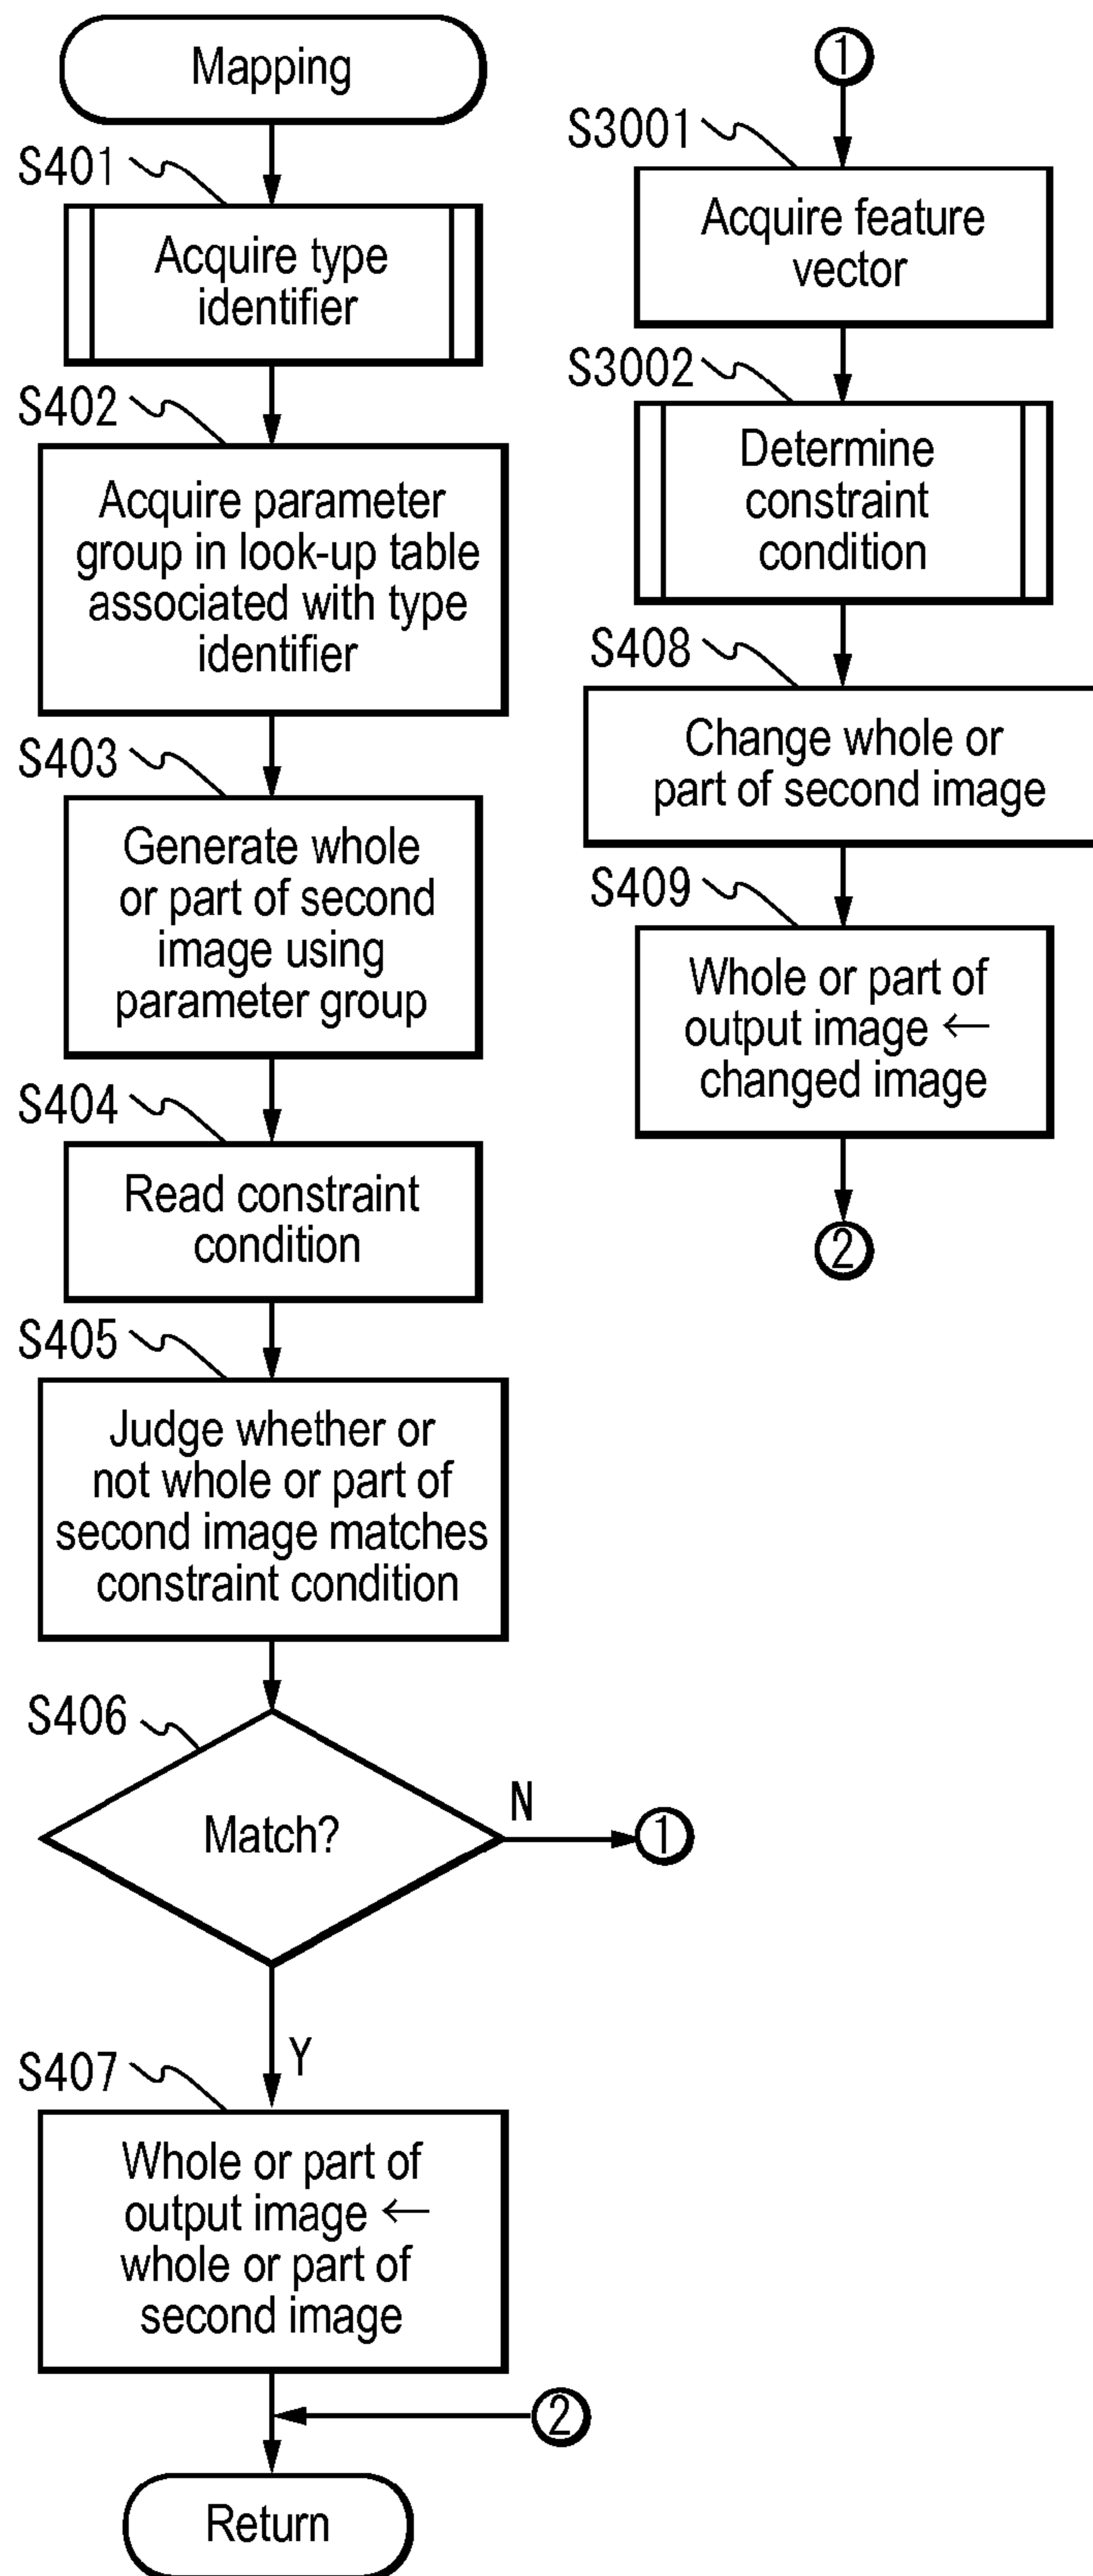 Mapping
S401
Acquire type
identifier
S402
Acquire parameter
group in look-up table
associated with type
identifier
S403
Generate whole
or part of second
image using
parameter group
S404
Read constraint
condition
S405
Judge whether or
not whole or part of
second image matches
constraint condition
S406
Match?
N
1
Y
S407
Whole or part of
output image ←
whole or part of
second image
2
Return
1
S3001
Acquire feature
vector
S3002
Determine
constraint
condition
S408
Change whole or
part of second image
S409
Whole or part of
output image ←
changed image
2